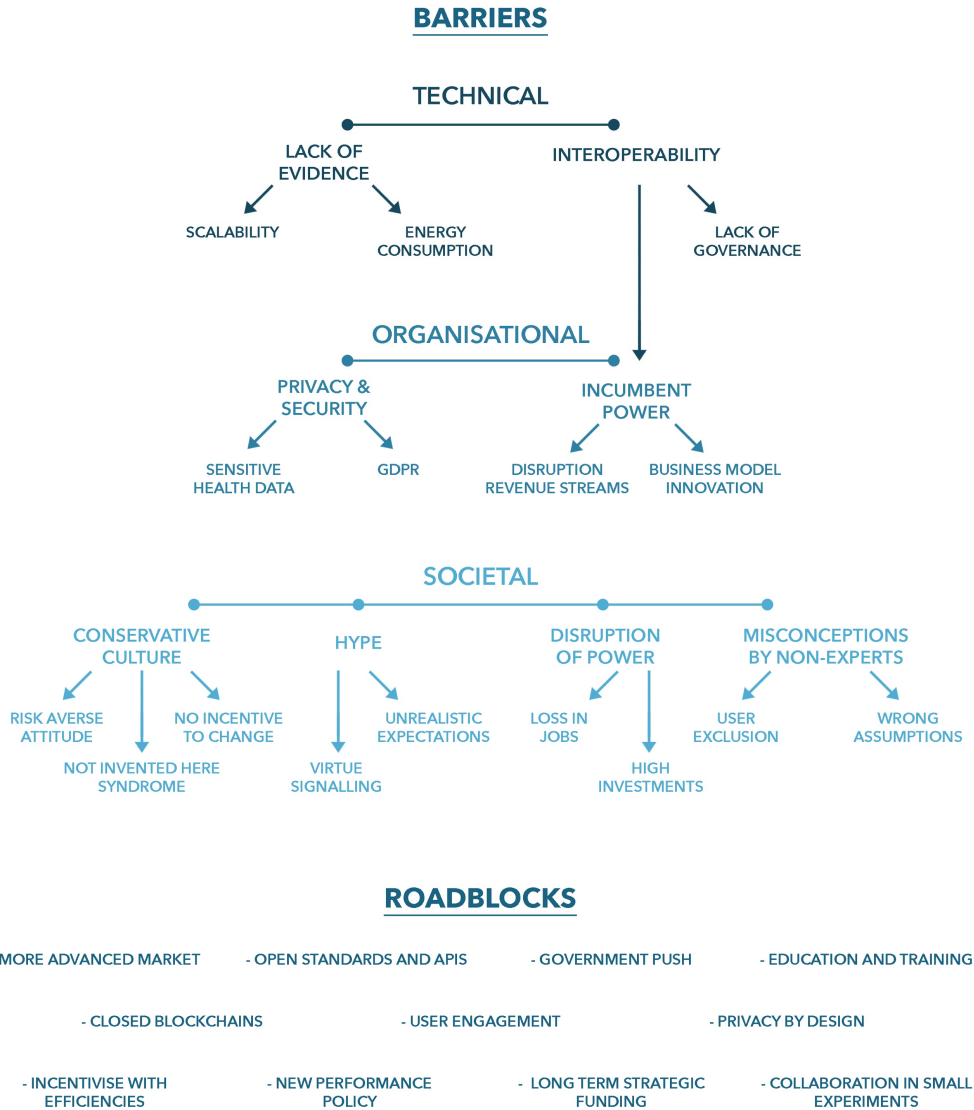 BARRIERS
TECHNICAL
LACK OF
EVIDENCE
INTEROPERABILITY
SCALABILITY
ENERGY
CONSUMPTION
LACK OF
GOVERNANCE
ORGANISATIONAL
PRIVACY &
SECURITY
INCUMBENT
POWER
SENSITIVE
HEALTH DATA
GDPR
DISRUPTION
REVENUE STREAMS
BUSINESS MODEL
INNOVATION
SOCIETAL
CONSERVATIVE
CULTURE
HYPE
DISRUPTION
OF POWER
MISCONCEPTIONS
BY NON-EXPERTS
RISK AVERSE
ATTITUDE
NOT INVENTED HERE
SYNDROME
NO INCENTIVE
TO CHANGE
VIRTUE
SIGNALLING
UNREALISTIC
EXPECTATIONS
LOSS IN
JOBS
HIGH
INVESTMENTS
USER
EXCLUSION
WRONG
ASSUMPTIONS
ROADBLOCKS
MORE ADVANCED MARKET
- OPEN STANDARDS AND APIS
- GOVERNMENT PUSH
- EDUCATION AND TRAINING
- CLOSED BLOCKCHAINS
- USER ENGAGEMENT
- PRIVACY BY DESIGN
- INCENTIVISE WITH
EFFICIENCIES
- NEW PERFORMANCE
POLICY
- LONG TERM STRATEGIC
FUNDING
- COLLABORATION IN SMALL
EXPERIMENTS